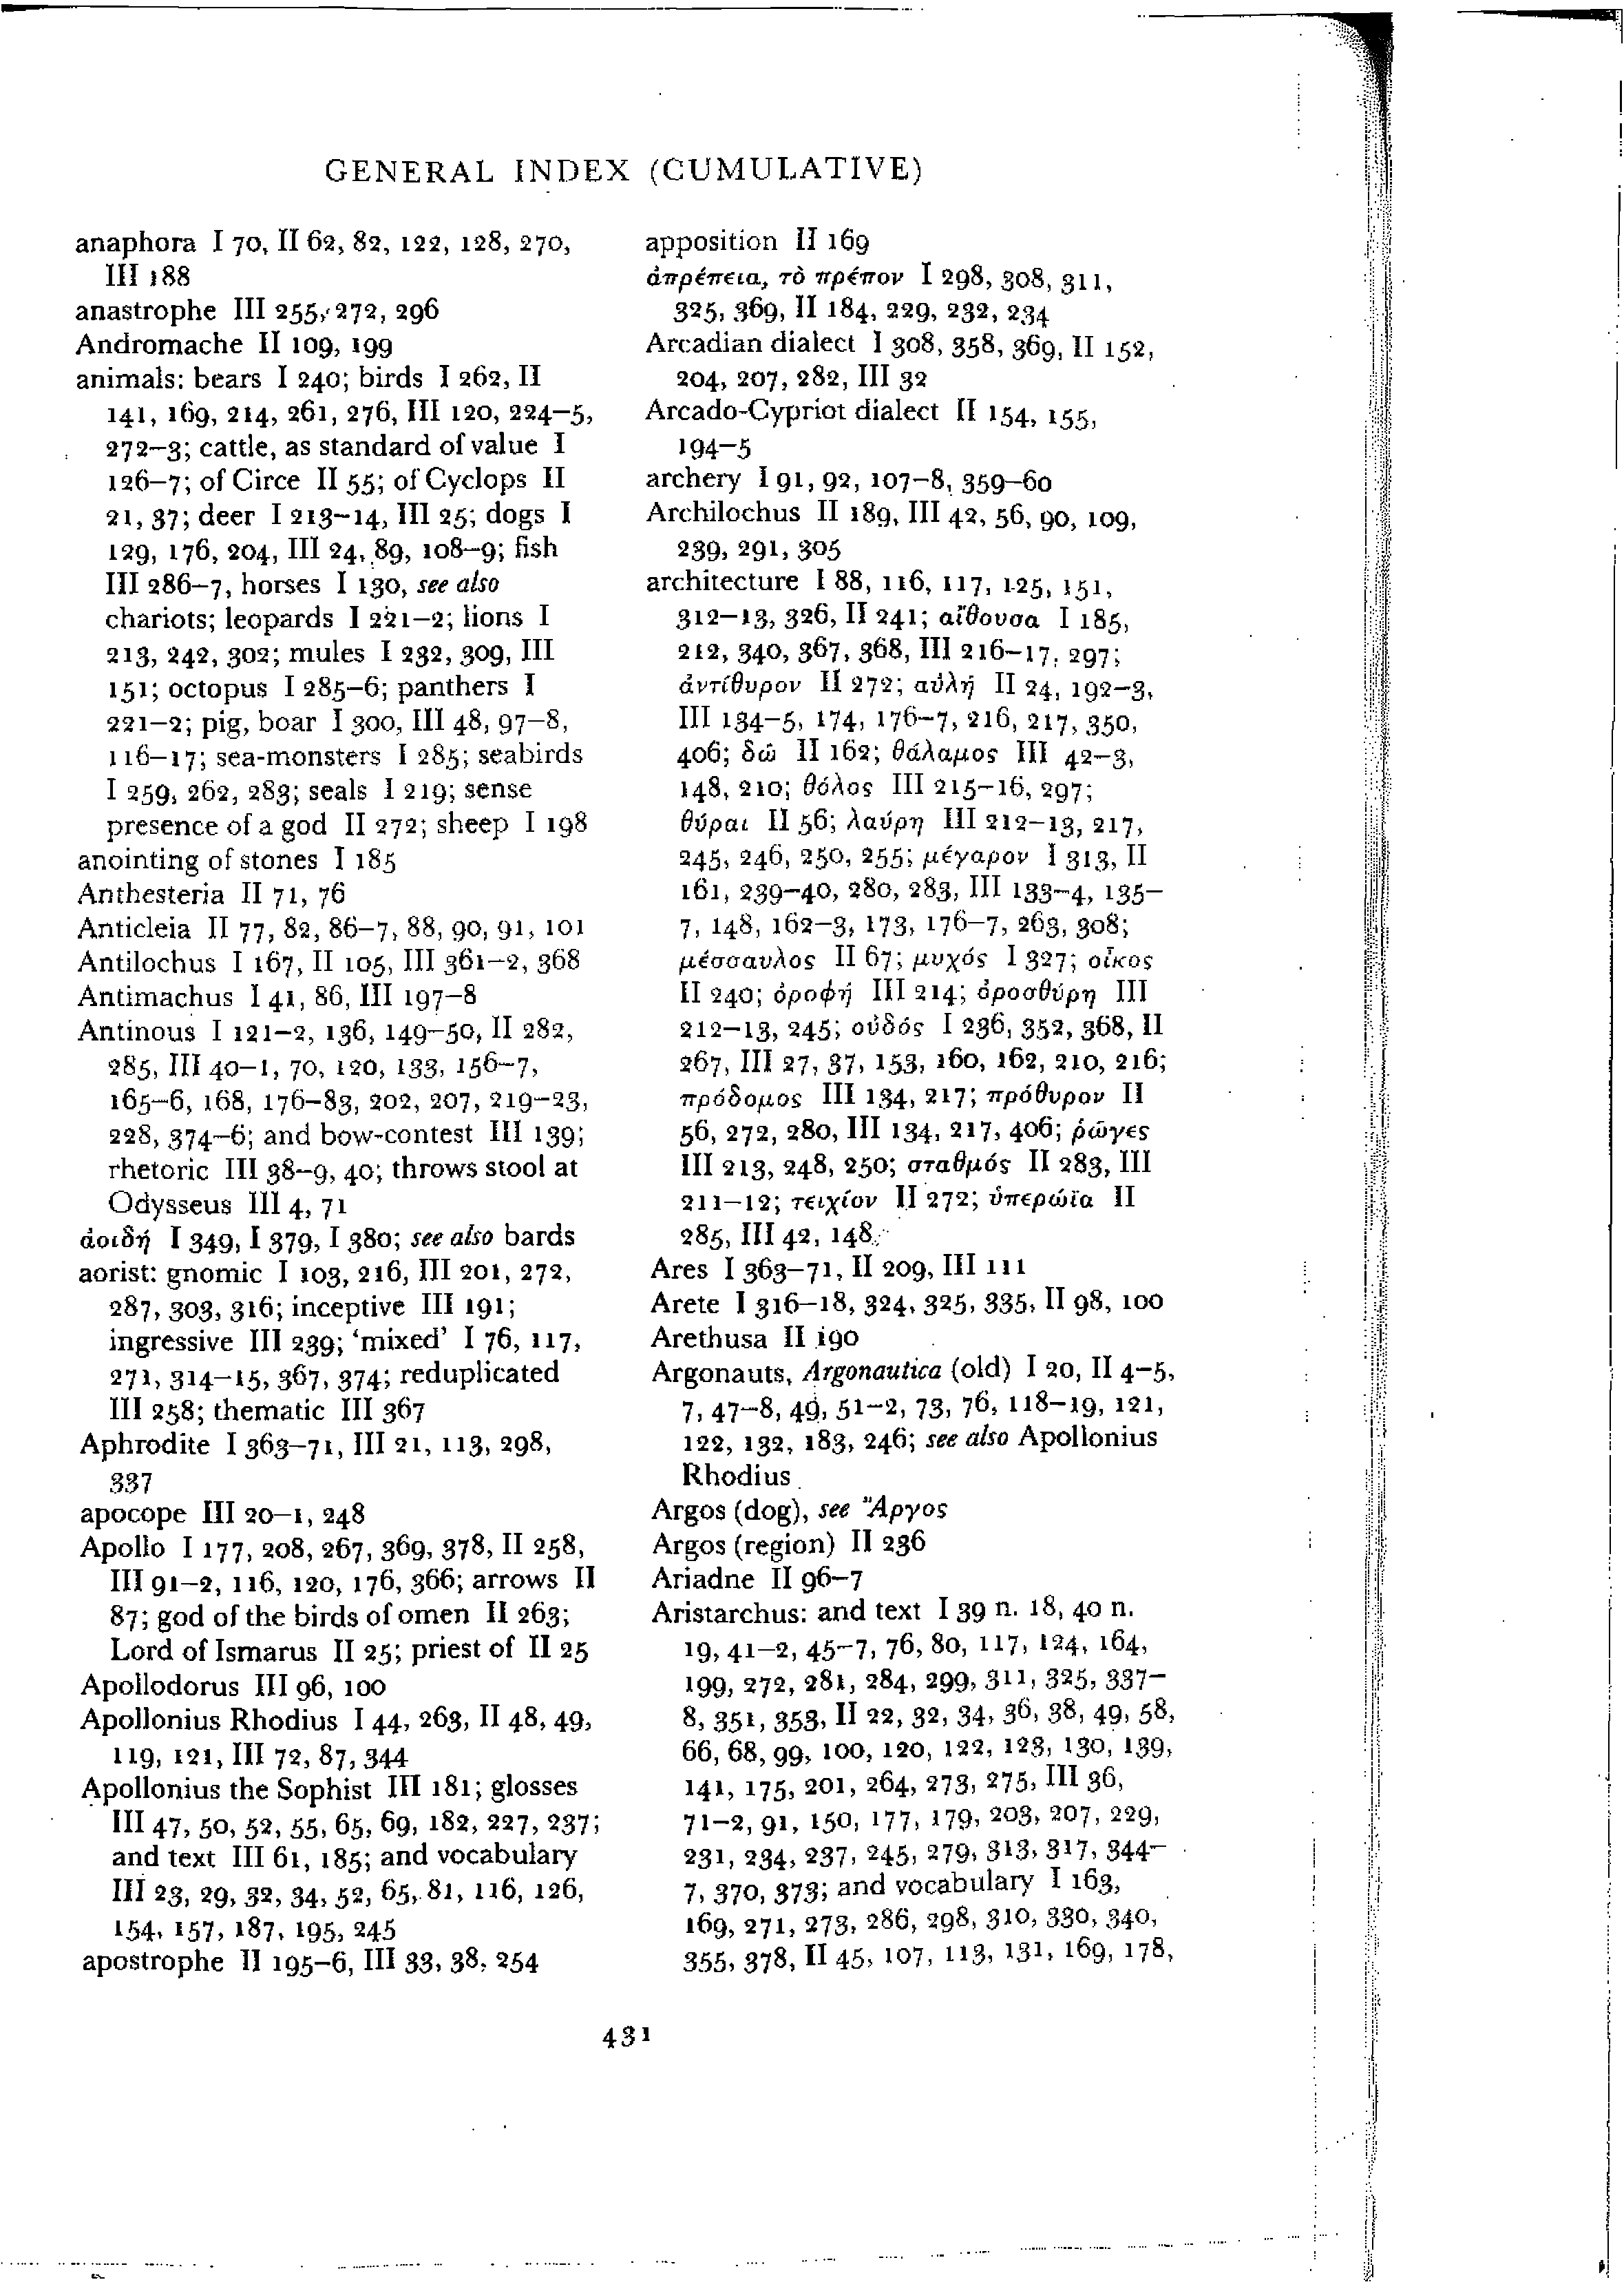 GENERAL INDEX (CUMULATIVE)
anaphora I 70, II 62, 82, 122, 128, 270,
III 188
anastrophe III 255, 272, 296
Andromache II 109, 199
animals: bears I 240; birds I 262, II
141, 169, 214, 261, 276, III 120, 224–5,
272–3; cattle, as standard of value I
126–7; of Circe II 55; of Cyclops II
21, 37; deer I 213–14, III 25; dogs I
129, 176, 204, III 24, 89, 108–9; fish
III 286–7, horses I 130, see also
chariots; leopards I 221–2; lions I
213, 242, 302; mules I 232, 309, III
151; octopus I 285–6; panthers I
221–2; pig, boar I 300, III 48, 97–8,
116–17; sea-monsters I 285; seabirds
I 259, 262, 283; seals I 219; sense
presence of a god II 272; sheep I 198
anointing of stones I 185
Anthesteria II 71, 76
Anticleia II 77, 82, 86–7, 88, 90, 91, 101
Antilochus I 167, II 105, III 361–2, 368
Antimachus I 41, 86, III 197–8
Antinous I 121–2, 136, 149–50, II 282,
285, III 40–1, 70, 120, 133, 156–7,
165–6, 168, 176–83, 202, 207, 219–23,
228, 374–6; and bow-contest III 139;
rhetoric III 38–9, 40; throws stool at
Odysseus III 4, 71
ἀοιδή I 349, I 379, I 380; see also bards
aorist: gnomic I 103, 216, III 201, 272,
287, 303, 316; inceptive III 191;
ingressive III 239; ‘mixed’ I 76, 117,
271, 314–15, 367, 374; reduplicated
III 258; thematic III 367
Aphrodite I 363–71, III 21, 113, 298,
337
apocope III 20–1, 248
Apollo I 177, 208, 267, 369, 378, II 258,
III 91–2, 116, 120, 176, 366; arrows II
87; god of the birds of omen II 263;
Lord of Ismarus II 25; priest of II 25
Apollodorus III 96, 100
Apollonius Rhodius I 44, 263, II 48, 49,
119, 121, III 72, 87, 344
Apollonius the Sophist III 181; glosses
III 47, 50, 52, 55, 65, 69, 182, 227, 237;
and text III 61, 185; and vocabulary
III 23, 29, 32, 34, 52, 65, 81, 116, 126,
154, 157, 187, 195, 245
apostrophe II 195–6, III 33, 38, 254
apposition II 169
ἀπρέπεια, τὸ πρέπον I 298, 308, 311,
325, 369, II 184, 229, 232, 234
Arcadian dialect I 308, 358, 369, II 152,
204, 207, 282, III 32
Arcado-Cypriot dialect II 154, 155,
194–5
archery I 91, 92, 107–8, 359–60
Archilochus II 189, III 42, 56, 90, 109,
239, 291, 305
architecture I 88, 116, 117, 125, 151,
312–13, 326, II 241; αἴθουσα I 185,
212, 340, 367, 368, III 216–17, 297;
ἀντίθυρον II 272; αὐλή II 24, 192–3,
III 134–5, 174, 176–7, 216, 217, 350,
406; δῶ II 162; θάλαμος III 42–3,
148, 210; θόλος III 215–16, 297;
θύραι II 56; λαύρη III 212–13, 217,
245, 246, 250, 255; μέγαρον I 313, II
161, 239–40, 280, 283, III 133–4, 135–
7, 148, 162–3, 173, 176–7, 263, 308;
μέσσαυλος II 67; μυχός I 327; οἶκος
II 240; ὀροφή III 214; ὀρσοθύρη III
212–13, 245; οὐδός I 236, 352, 368, II
267, III 27, 37, 153, 160, 162, 210, 216;
πρόδομος III 134, 217; πρόθυρον II
56, 272, 280, III 134, 217, 406; ῥῶγες
III 213, 248, 250; σταθμός II 283, III
211–12; τειχίον II 272; ὑπερώϊα II
285, III 42, 148.
Ares I 363–71, II 209, III 111
Arete I 316–18, 324, 325, 335, II 98, 100
Arethusa II 190
Argonauts, Argonautica (old) I 20, II 4–5,
7, 47–8, 49, 51–2, 73, 76, 118–19, 121,
122, 132, 183, 246; see also Apollonius
Rhodius
Argos (dog), see Ἄργος
Argos (region) II 236
Ariadne II 96–7
Aristarchus: and text I 39 n. 18, 40 n.
19, 41–2, 45–7, 76, 80, 117, 124, 164,
199, 272, 281, 284, 299, 311, 325, 337–
8, 351, 353, II 22, 32, 34, 36, 38, 49, 58,
66, 68, 99, 100, 120, 122, 123, 130, 139,
141, 175, 201, 264, 273, 275, III 36,
71–2, 91, 150, 177, 179, 203, 207, 229,
231, 234, 237, 245, 279, 313, 317, 344–
7, 370, 373; and vocabulary I 163,
169, 271, 273, 286, 298, 310, 330, 340,
355, 378, II 45, 107, 113, 131, 169, 178,
431